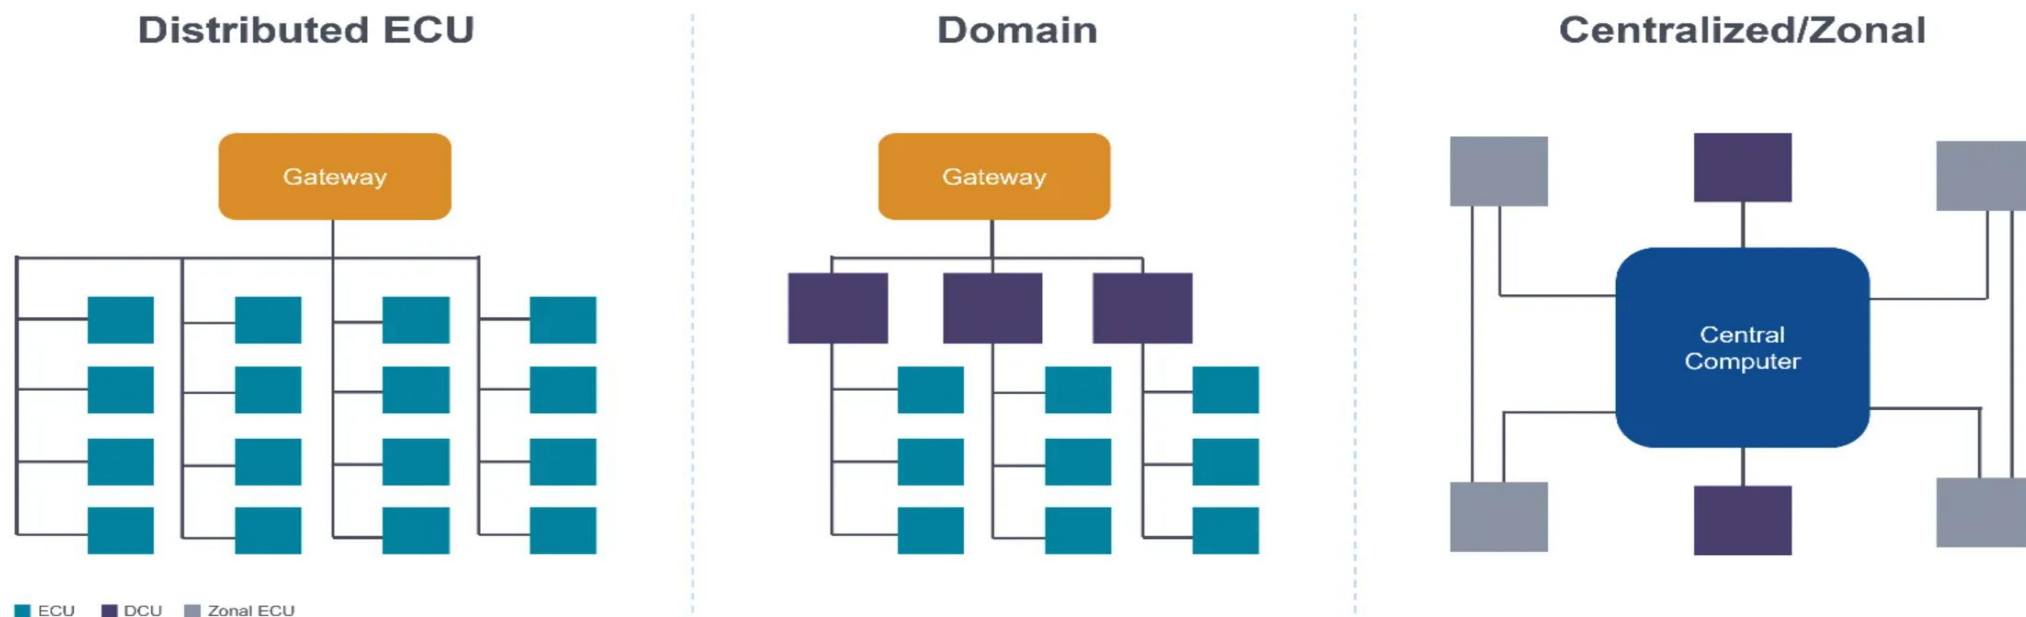 Distributed ECU
Domain
Centralized/Zonal
Gateway
Gateway
Central
Computer
ECU
DCU
Zonal ECU